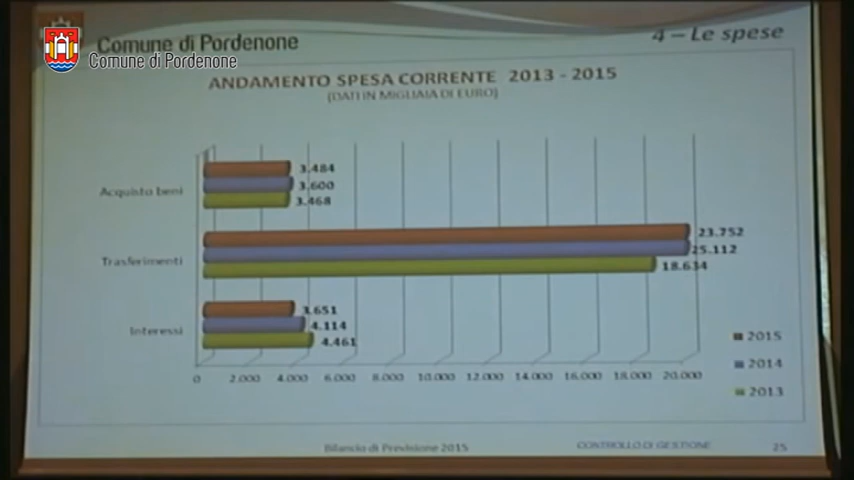 Comune di Pordenone
4 – Le spese
Comune di Pordenone
ANDAMENTO SPESA CORRENTE 2013 - 2015
(DATI IN MIGLIAIA DI EURO)
Acquisto beni
3.484
3.600
3.468
Trasferimenti
23.752
25.112
18.634
Interessi
3.651
4.114
4.461
0 2.000 4.000 6.000 8.000 10.000 12.000 14.000 16.000 18.000 20.000
2015
2014
2013
Bilancio di Previsione 2015
CONTROLLO DI GESTIONE
25